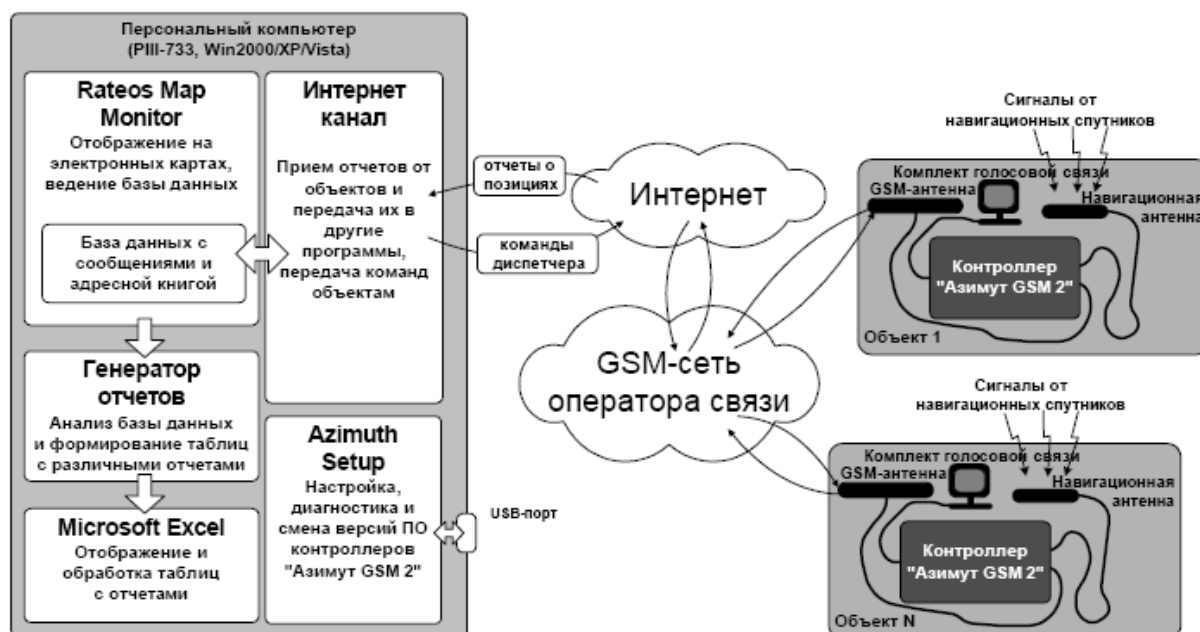 Персональный компьютер
(PIII-733, Win2000/XP/Vista)
Rateos Map
Monitor
Отображение на
электронных картах,
ведение базы данных
База данных с
сообщениями и
адресной книгой
Генератор
отчетов
Анализ базы данных
и формирование таблиц
с различными отчетами
Microsoft Excel
Отображение и
обработка таблиц
с отчетами
Интернет
канал
Прием отчетов от
объектов и
передача их в
другие
программы,
передача команд
объектам
Azimuth
Setup
Настройка,
диагностика и
смена версий ПО
контроллеров
"Азимут GSM 2"
USB-порт
отчеты о
позициях
команды
диспетчера
Интернет
GSM-сеть
оператора связи
Сигналы от
навигационных спутников
Комплект голосовой связи
GSM-антенна
Навигационная
антенна
Контроллер
"Азимут GSM 2"
Объект 1
Сигналы от
навигационных спутников
Комплект голосовой связи
GSM-антенна
Навигационная
антенна
Контроллер
"Азимут GSM 2"
Объект N